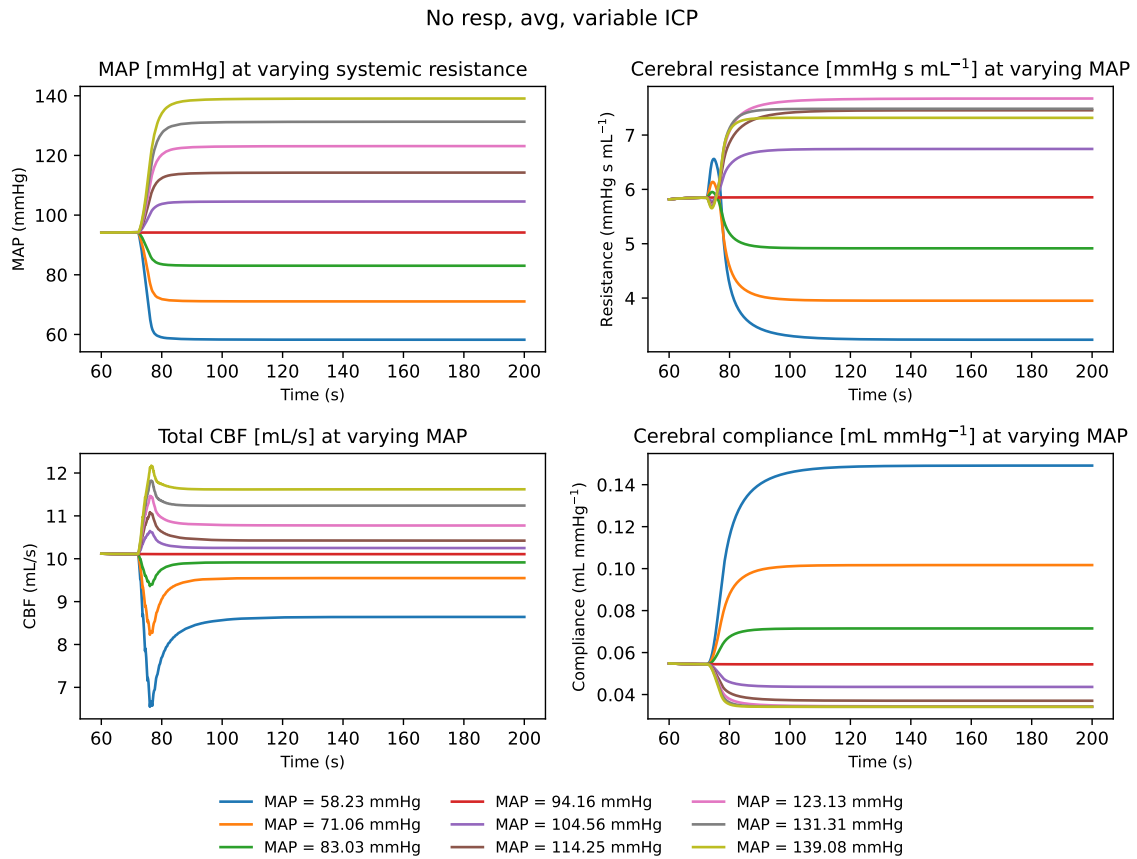 No resp, avg, variable ICP
MAP [mmHg] at varying systemic resistance
MAP (mmHg)
140
120
100
80
60
60 80 100 120 140 160 180 200
Time (s)
Cerebral resistance [mmHg s mL⁻¹] at varying MAP
Resistance (mmHg s mL⁻¹)
7
6
5
4
60 80 100 120 140 160 180 200
Time (s)
Total CBF [mL/s] at varying MAP
CBF (mL/s)
12
11
10
9
8
7
60 80 100 120 140 160 180 200
Time (s)
Cerebral compliance [mL mmHg⁻¹] at varying MAP
Compliance (mL mmHg⁻¹)
0.14
0.12
0.10
0.08
0.06
0.04
60 80 100 120 140 160 180 200
Time (s)
MAP = 58.23 mmHg
MAP = 71.06 mmHg
MAP = 83.03 mmHg
MAP = 94.16 mmHg
MAP = 104.56 mmHg
MAP = 114.25 mmHg
MAP = 123.13 mmHg
MAP = 131.31 mmHg
MAP = 139.08 mmHg